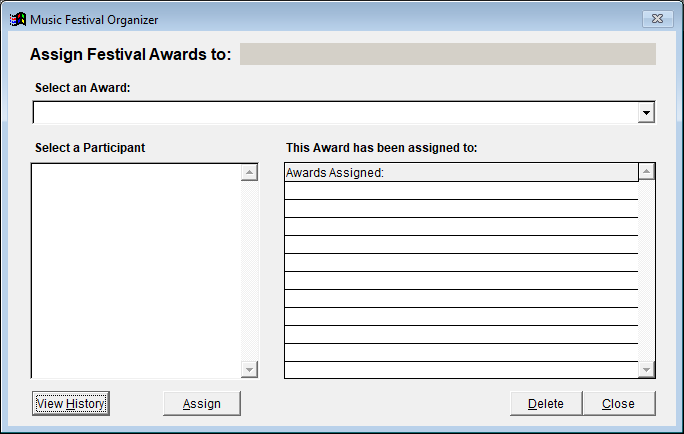 Music Festival Organizer
Assign Festival Awards to:
Select an Award:
Select a Participant
This Award has been assigned to:
Awards Assigned:
View History
Assign
Delete
Close